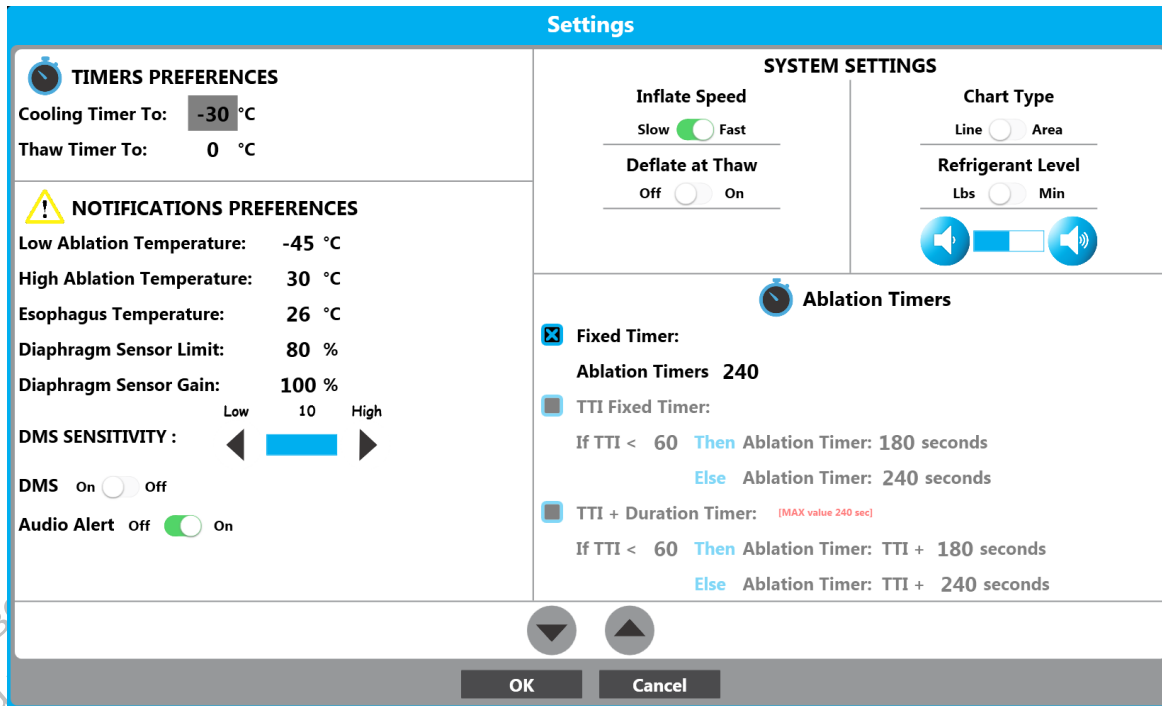 Settings
TIMERS PREFERENCES
Cooling Timer To: -30 °C
Thaw Timer To: 0 °C
NOTIFICATIONS PREFERENCES
Low Ablation Temperature: -45 °C
High Ablation Temperature: 30 °C
Esophagus Temperature: 26 °C
Diaphragm Sensor Limit: 80 %
Diaphragm Sensor Gain: 100 %
Low 10 High
DMS SENSITIVITY :
DMS On Off
Audio Alert Off On
SYSTEM SETTINGS
Inflate Speed
Slow Fast
Deflate at Thaw
Off On
Chart Type
Line Area
Refrigerant Level
Lbs Min
Ablation Timers
Fixed Timer:
Ablation Timers 240
TTI Fixed Timer:
If TTI < 60 Then Ablation Timer: 180 seconds
Else Ablation Timer: 240 seconds
TTI + Duration Timer: [MAX value 240 sec]
If TTI < 60 Then Ablation Timer: TTI + 180 seconds
Else Ablation Timer: TTI + 240 seconds
OK Cancel